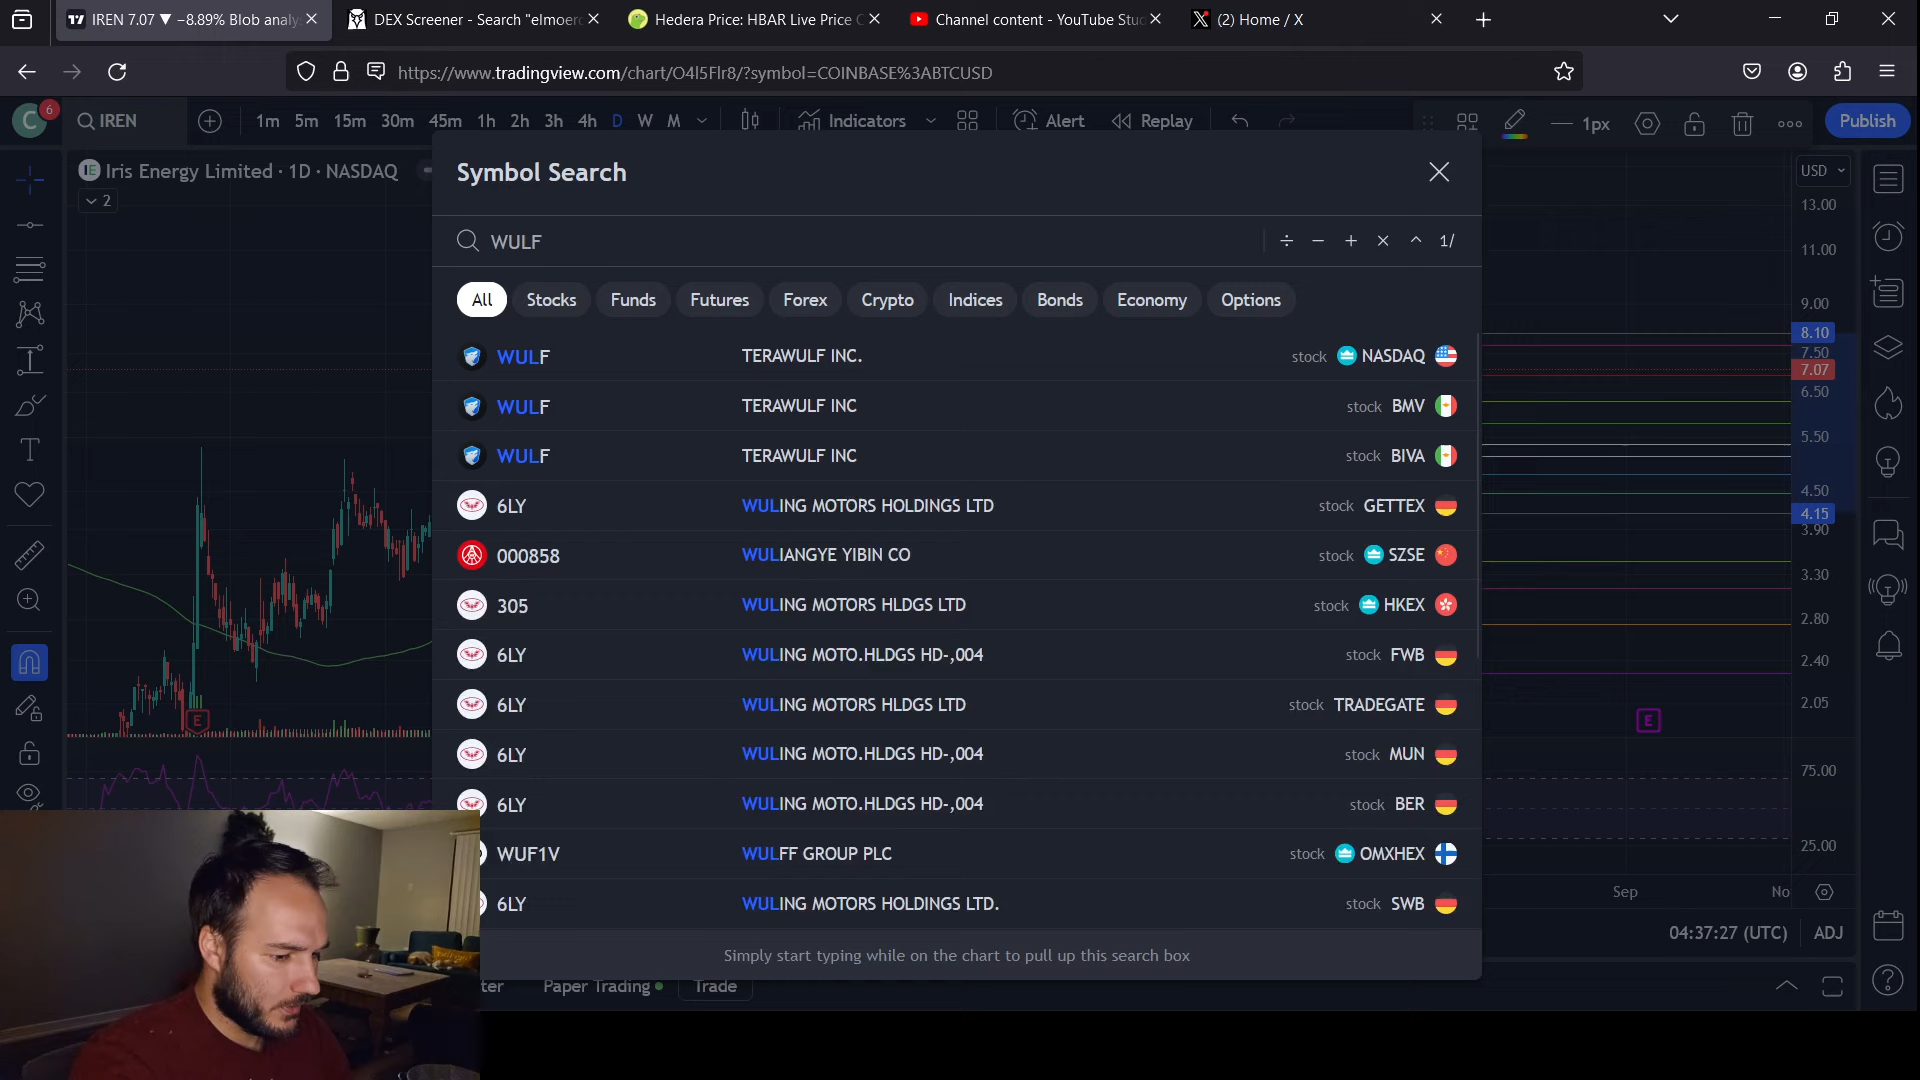 IREN 7.07 ▼ −8.89% Blob analy
DEX Screener - Search "elmoer
Hedera Price: HBAR Live Price C
Channel content - YouTube Stud
(2) Home / X
https://www.tradingview.com/chart/O4l5Flr8/?symbol=COINBASE%3ABTCUSD
C 6
IREN
1m 5m 15m 30m 45m 1h 2h 3h 4h D W M
Indicators
Alert
Replay
1px
Publish
Iris Energy Limited · 1D · NASDAQ
2
Symbol Search
WULF
÷ − + × ^ 1/
All Stocks Funds Futures Forex Crypto Indices Bonds Economy Options
WULF TERAWULF INC. stock NASDAQ
WULF TERAWULF INC stock BMV
WULF TERAWULF INC stock BIVA
6LY WULING MOTORS HOLDINGS LTD stock GETTEX
000858 WULIANGYE YIBIN CO stock SZSE
305 WULING MOTORS HLDGS LTD stock HKEX
6LY WULING MOTO.HLDGS HD-,004 stock FWB
6LY WULING MOTORS HLDGS LTD stock TRADEGATE
6LY WULING MOTO.HLDGS HD-,004 stock MUN
6LY WULING MOTO.HLDGS HD-,004 stock BER
WUF1V WULFF GROUP PLC stock OMXHEX
6LY WULING MOTORS HOLDINGS LTD. stock SWB
Simply start typing while on the chart to pull up this search box
USD
13.00
11.00
9.00
8.10
7.50
7.07
6.50
5.50
4.50
4.15
3.90
3.30
2.80
2.40
2.05
75.00
25.00
E
E
Sep
No
04:37:27 (UTC)
ADJ
ter
Paper Trading
Trade